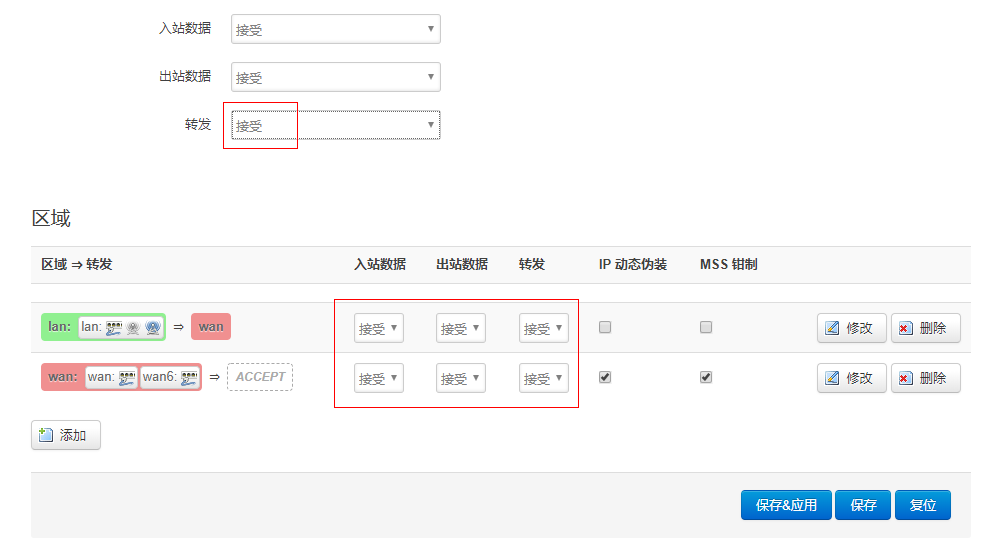 入站数据 接受
出站数据 接受
转发 接受
区域
区域 ⇒ 转发 入站数据 出站数据 转发 IP 动态伪装 MSS 钳制
lan: lan: ⇒ wan 接受 接受 接受 修改 删除
wan: wan: wan6: ⇒ ACCEPT 接受 接受 接受 修改 删除
添加
保存&应用 保存 复位